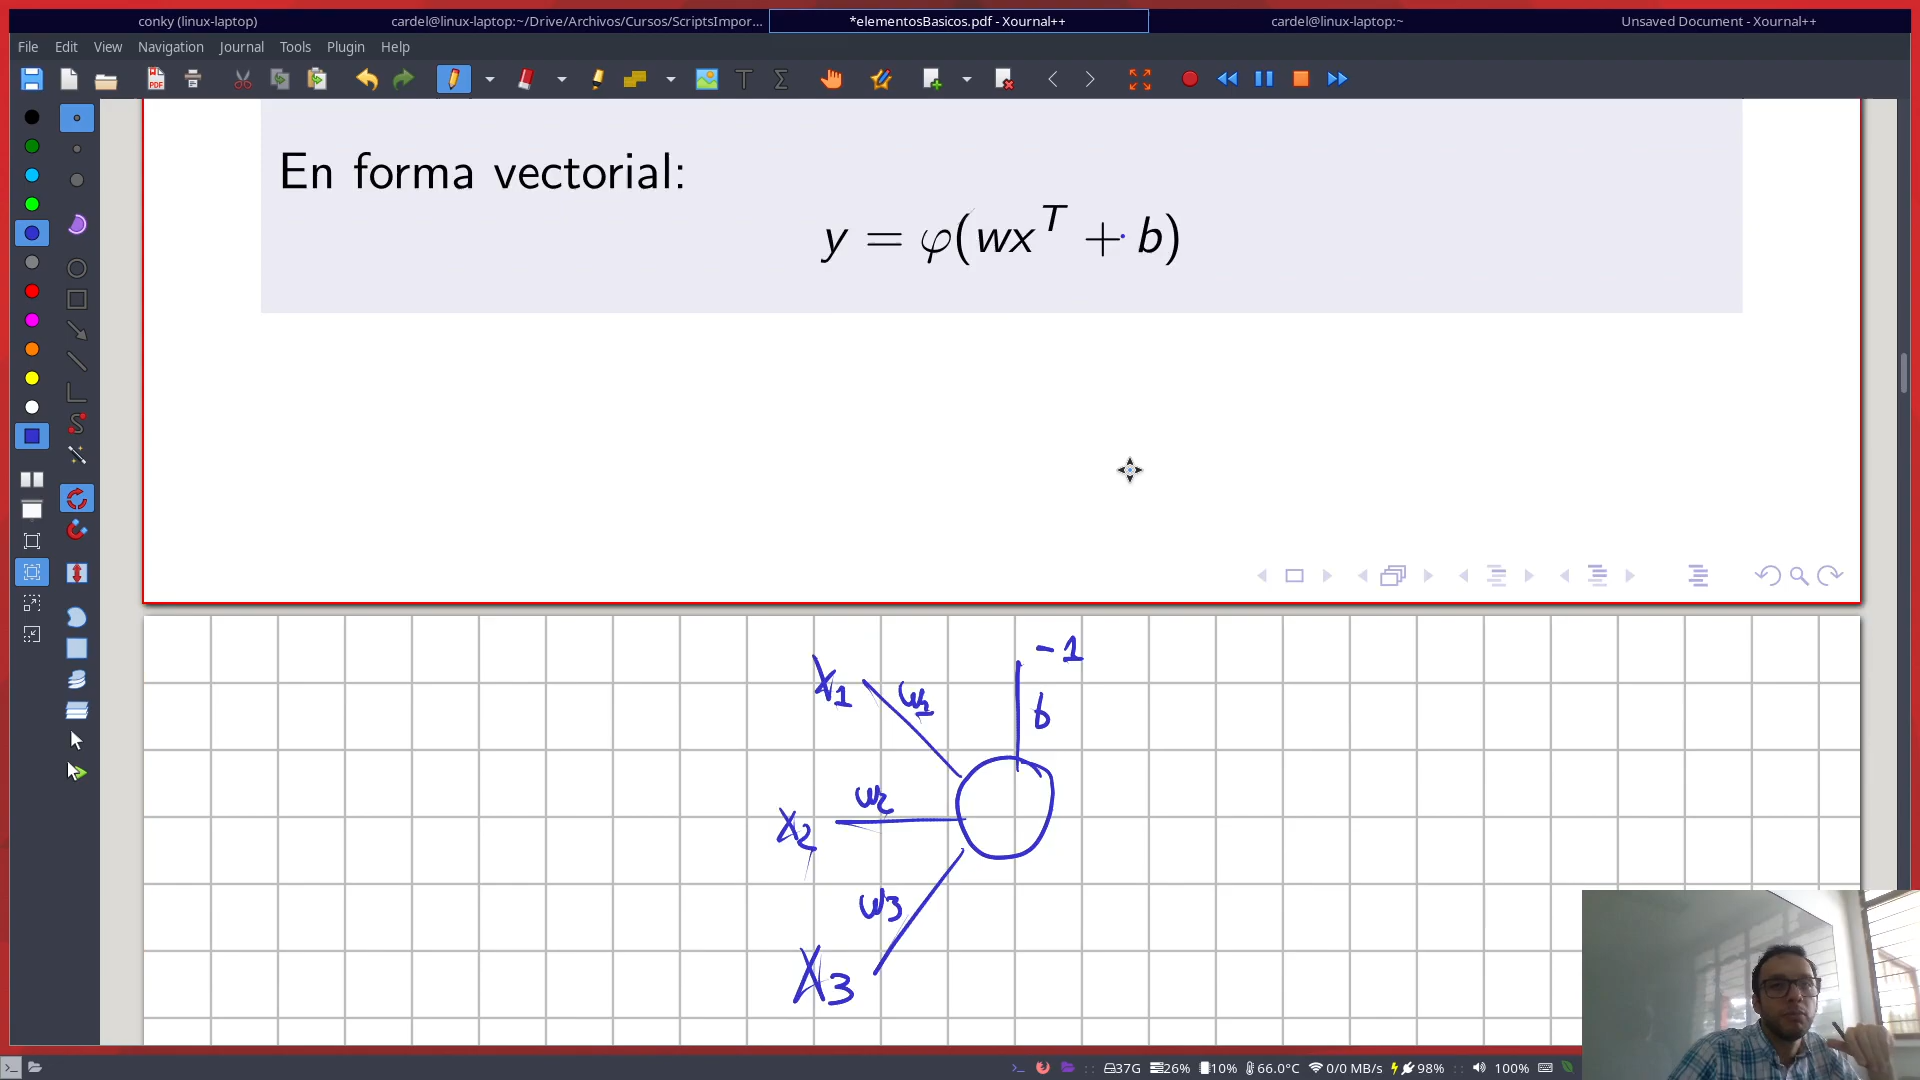 conky (linux-laptop)
cardel@linux-laptop:~/Drive/Archivos/Cursos/ScriptsImpor...
*elementosBasicos.pdf - Xournal++
cardel@linux-laptop:~
Unsaved Document - Xournal++
File Edit View Navigation Journal Tools Plugin Help
En forma vectorial:
y = φ(wx^T + b)
-1
X1 w1 b
w2
X2
w3
X3
37G 26% 10% 66.0°C 0/0 MB/s 98% 100%